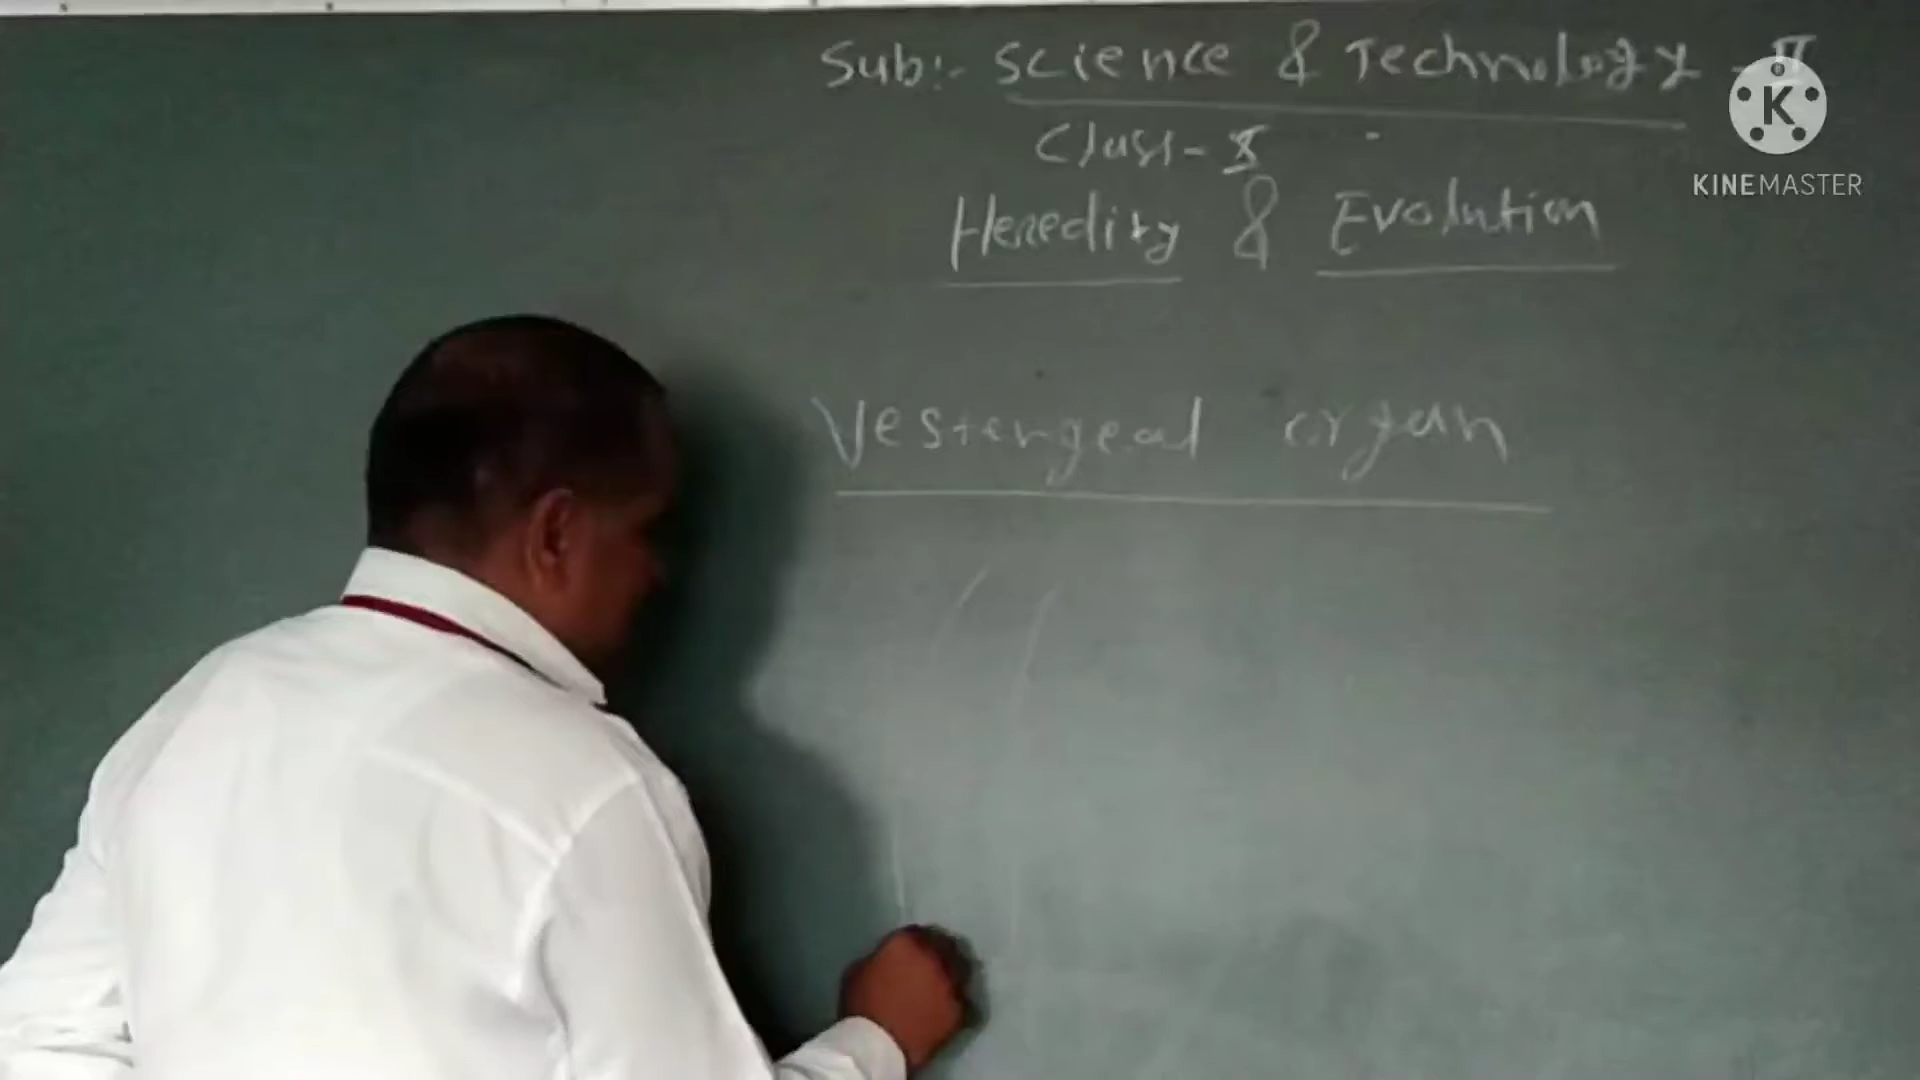 Sub:- Science & Technology - II
Class - X
Heredity & Evolution
Vestergeal organ
K
KINEMASTER